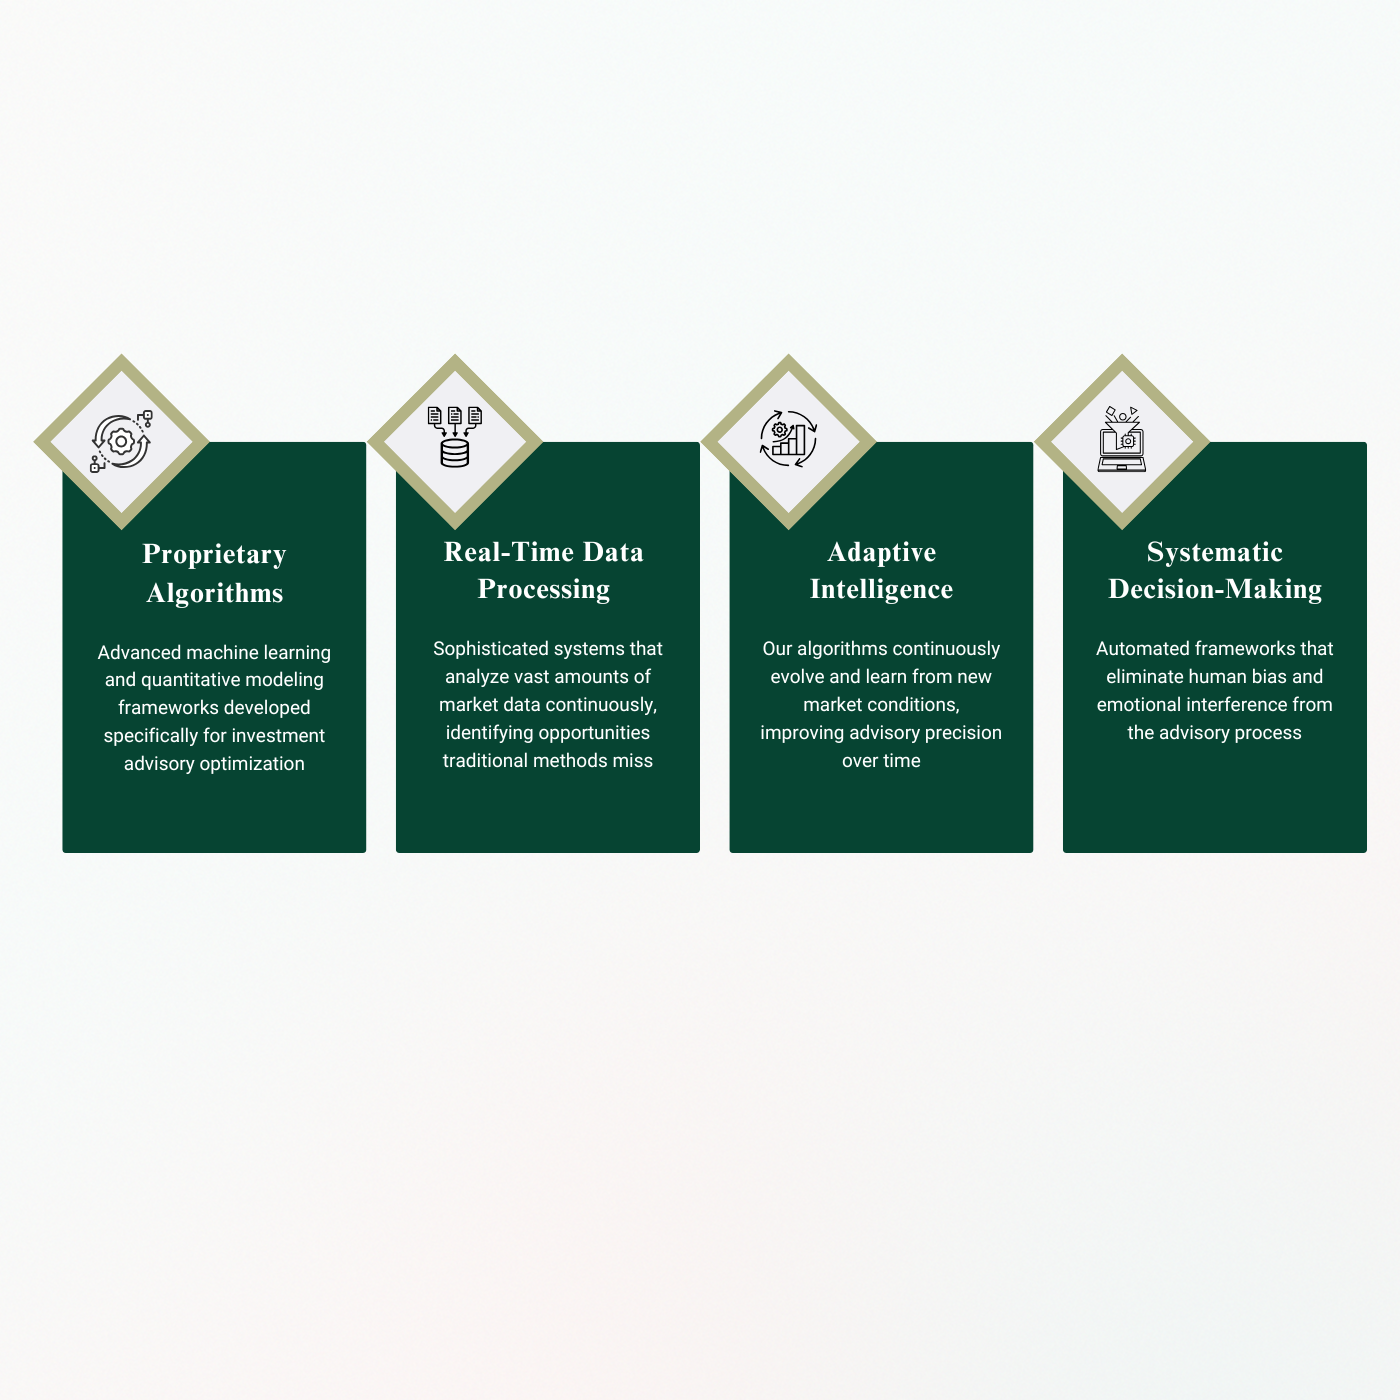 Proprietary
Algorithms
Advanced machine learning
and quantitative modeling
frameworks developed
specifically for investment
advisory optimization
Real-Time Data
Processing
Sophisticated systems that
analyze vast amounts of
market data continuously,
identifying opportunities
traditional methods miss
Adaptive
Intelligence
Our algorithms continuously
evolve and learn from new
market conditions,
improving advisory precision
over time
Systematic
Decision-Making
Automated frameworks that
eliminate human bias and
emotional interference from
the advisory process